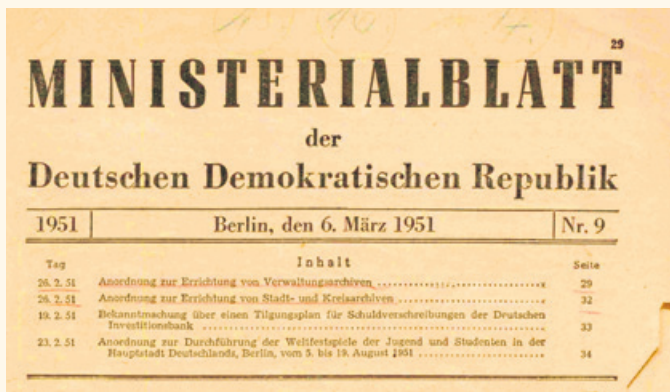 29
MINISTERIALBLATT
der
Deutschen Demokratischen Republik
1951 Berlin, den 6. März 1951 Nr. 9
Tag Inhalt Seite
26. 2. 51 Anordnung zur Errichtung von Verwaltungsarchiven 29
26. 2. 51 Anordnung zur Errichtung von Stadt- und Kreisarchiven 32
19. 2. 51 Bekanntmachung über einen Tilgungsplan für Schuldverschreibungen der Deutschen
Investitionsbank 33
23. 2. 51 Anordnung zur Durchführung der Weltfestspiele der Jugend und Studenten in der
Hauptstadt Deutschlands, Berlin, vom 5. bis 19. August 1951 34